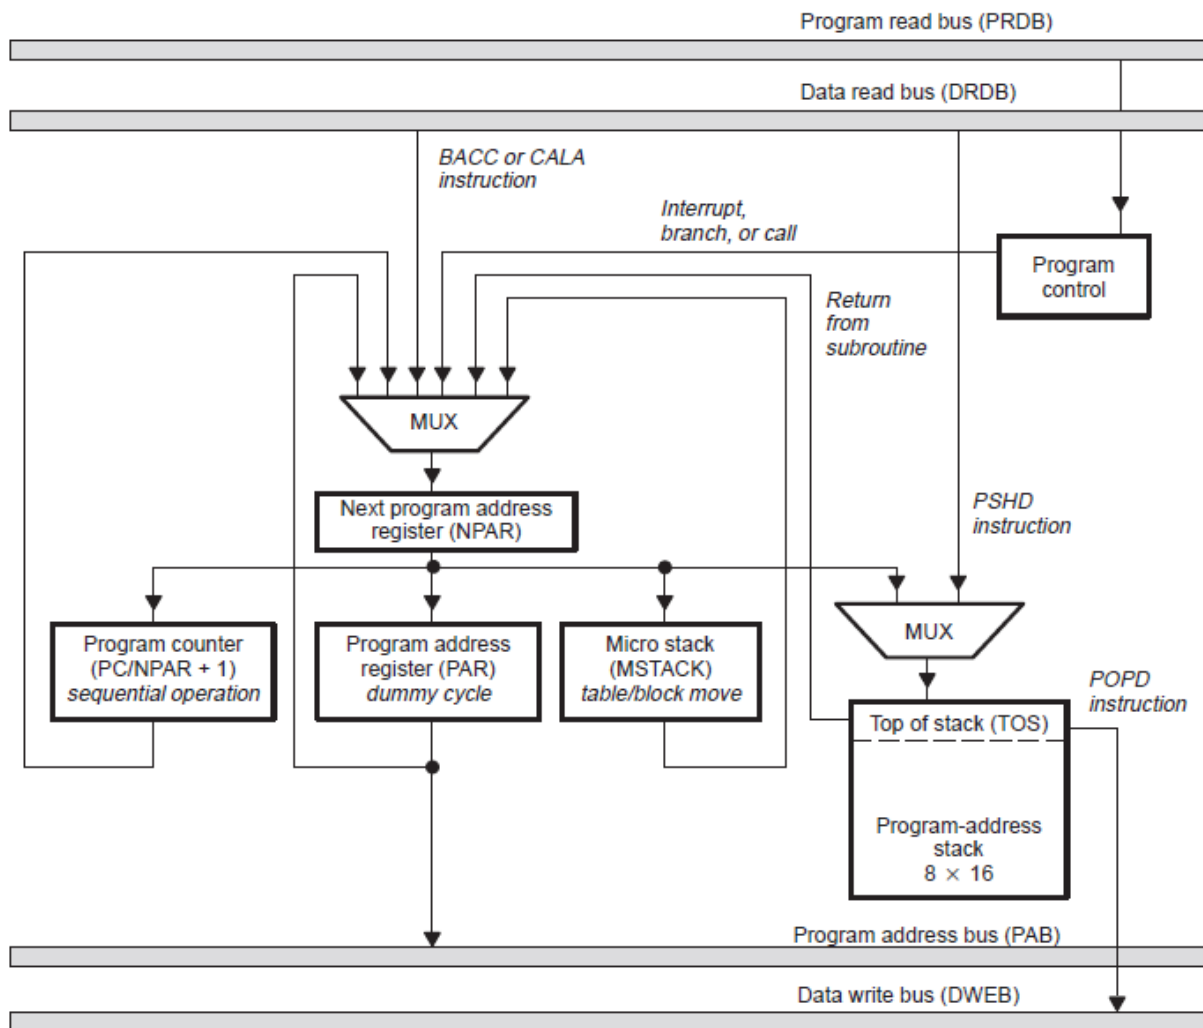 Program read bus (PRDB)
Data read bus (DRDB)
BACC or CALA
instruction
Interrupt,
branch, or call
Program
control
Return
from
subroutine
MUX
Next program address
register (NPAR)
PSHD
instruction
Program counter
(PC/NPAR + 1)
sequential operation
Program address
register (PAR)
dummy cycle
Micro stack
(MSTACK)
table/block move
MUX
POPD
instruction
Top of stack (TOS)
Program-address
stack
8 × 16
Program address bus (PAB)
Data write bus (DWEB)